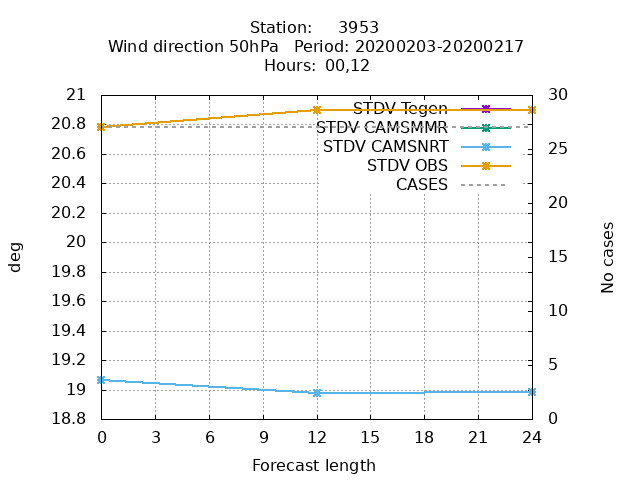 Station: 3953
Wind direction 50hPa Period: 20200203-20200217
Hours: 00,12
21
20.8
20.6
20.4
20.2
20
19.8
19.6
19.4
19.2
19
18.8
deg
STDV Tegen
STDV CAMSMMR
STDV CAMSNRT
STDV OBS
CASES
30
25
20
15
10
5
0
No cases
0 3 6 9 12 15 18 21 24
Forecast length